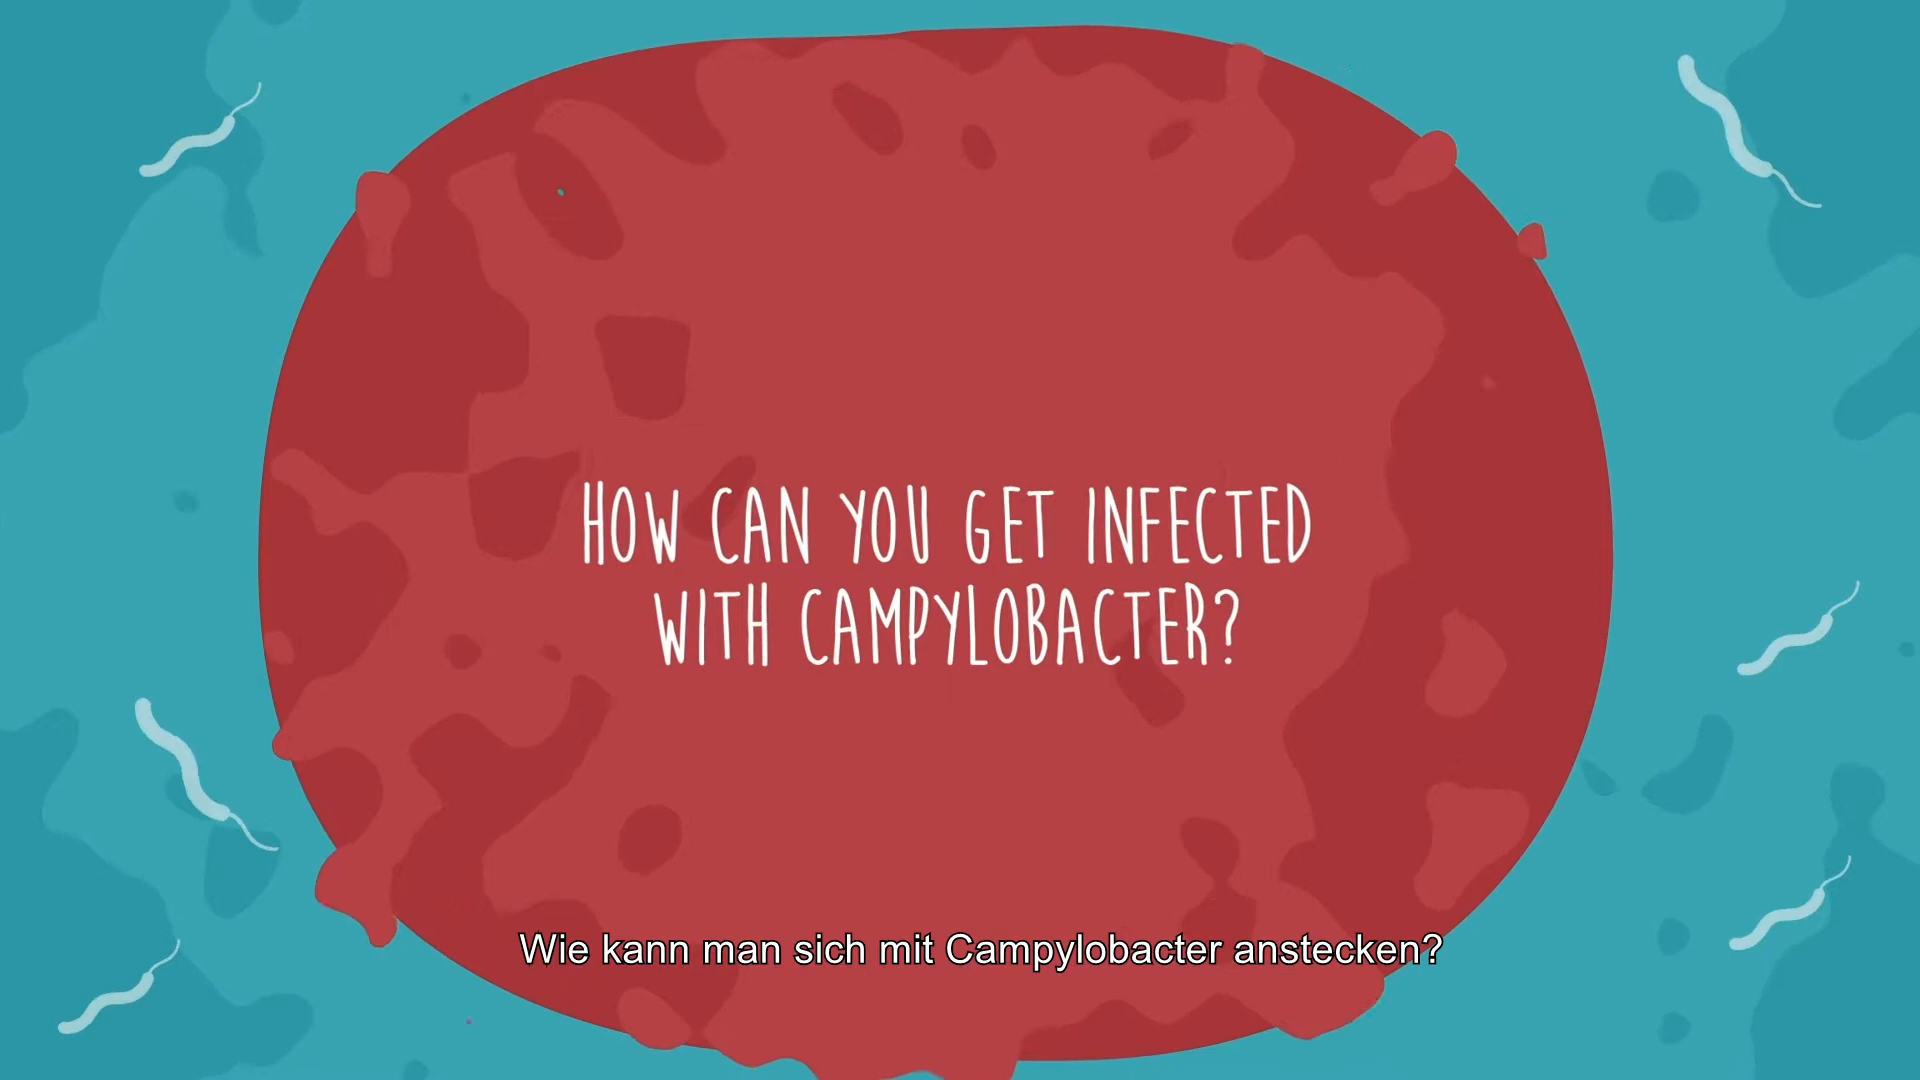 HOW CAN YOU GET INFECTED
WITH CAMPYLOBACTER?
Wie kann man sich mit Campylobacter anstecken?